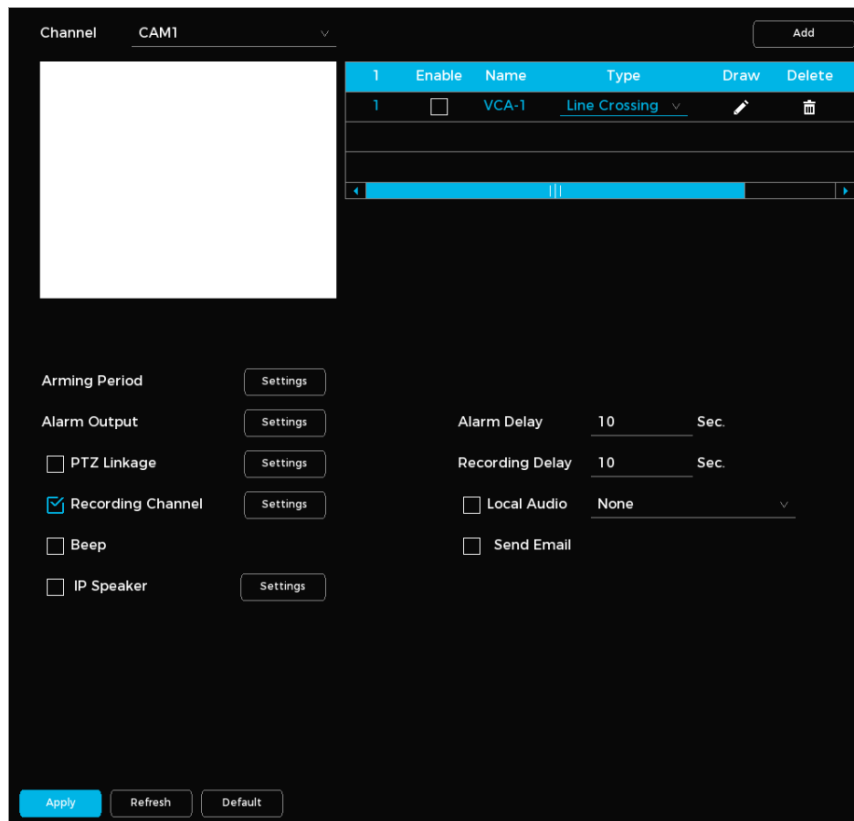 Channel CAM1 Add
1 Enable Name Type Draw Delete
1 VCA-1 Line Crossing
Arming Period Settings
Alarm Output Settings Alarm Delay 10 Sec.
PTZ Linkage Settings Recording Delay 10 Sec.
Recording Channel Settings Local Audio None
Beep Send Email
IP Speaker Settings
Apply Refresh Default